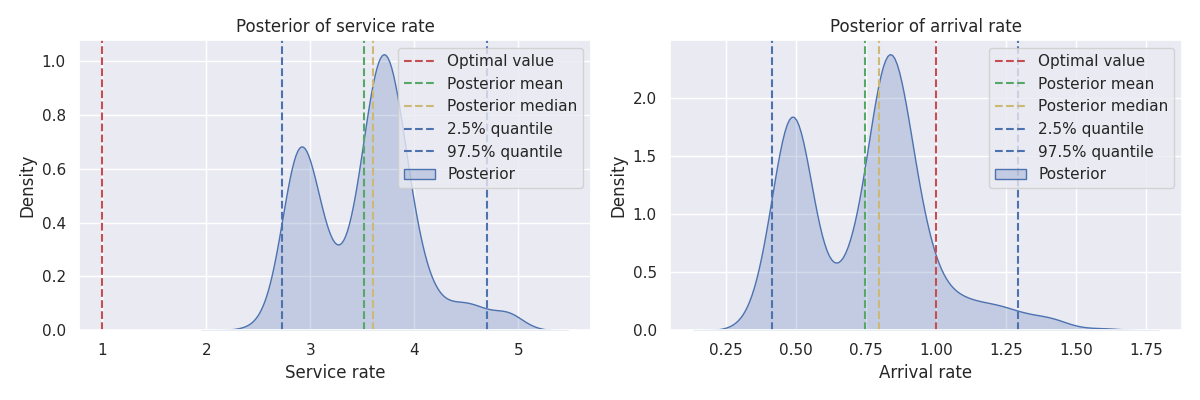 Posterior of service rate
Density
1.0
0.8
0.6
0.4
0.2
0.0
Optimal value
Posterior mean
Posterior median
2.5% quantile
97.5% quantile
Posterior
1 2 3 4 5
Service rate
Posterior of arrival rate
Density
2.0
1.5
1.0
0.5
0.0
Optimal value
Posterior mean
Posterior median
2.5% quantile
97.5% quantile
Posterior
0.25 0.50 0.75 1.00 1.25 1.50 1.75
Arrival rate